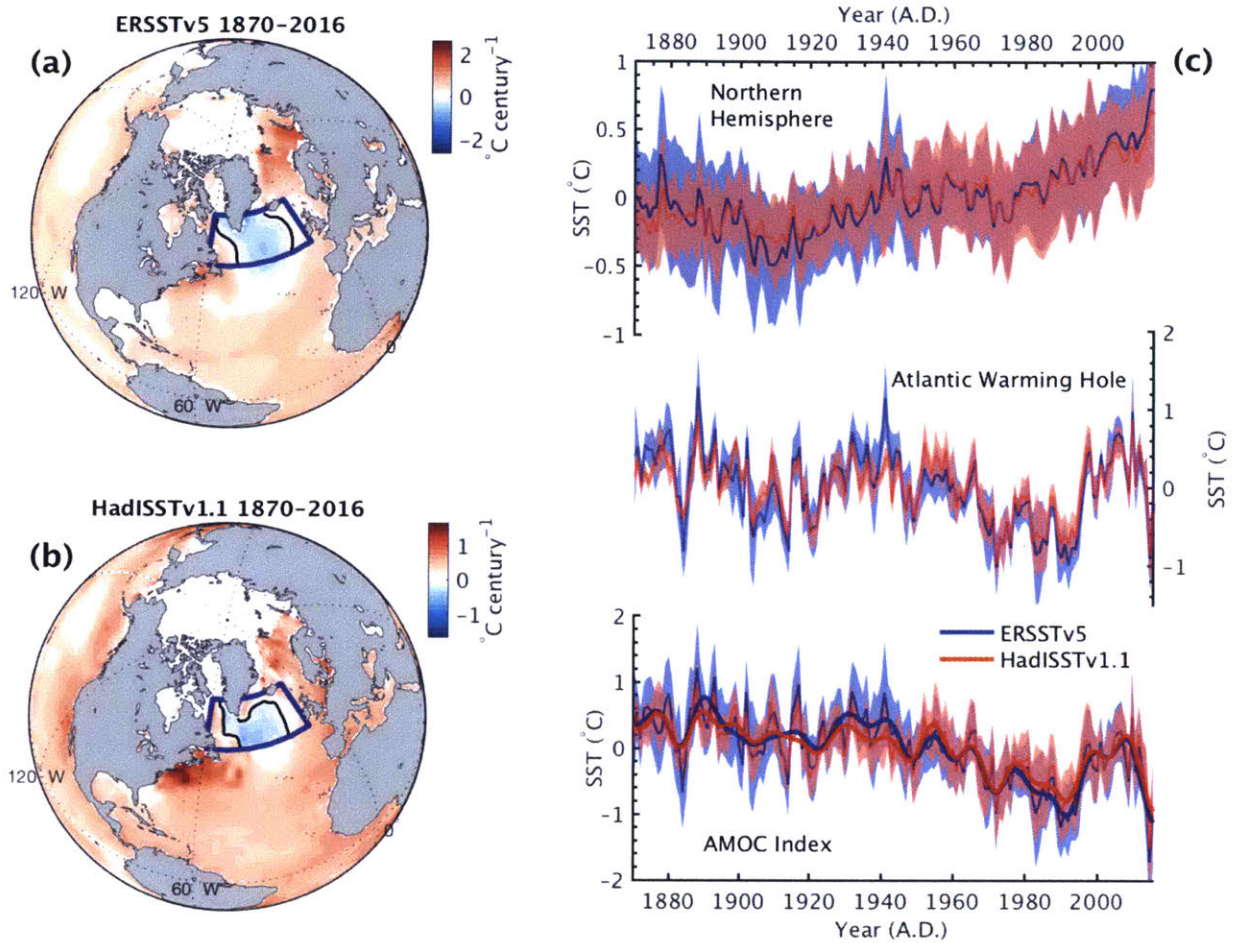 ERSSTv5 1870-2016
(a)
2
0
-2
°C century⁻¹
120° W
60° W
0
HadISSTv1.1 1870-2016
(b)
1
0
-1
°C century⁻¹
120° W
60° W
0
Year (A.D.)
1880 1900 1920 1940 1960 1980 2000
(c)
1
0.5
0
-0.5
-1
SST (°C)
Northern
Hemisphere
2
1
0
-1
SST (°C)
Atlantic Warming Hole
2
1
0
-1
-2
SST (°C)
ERSSTv5
HadISSTv1.1
AMOC Index
1880 1900 1920 1940 1960 1980 2000
Year (A.D.)